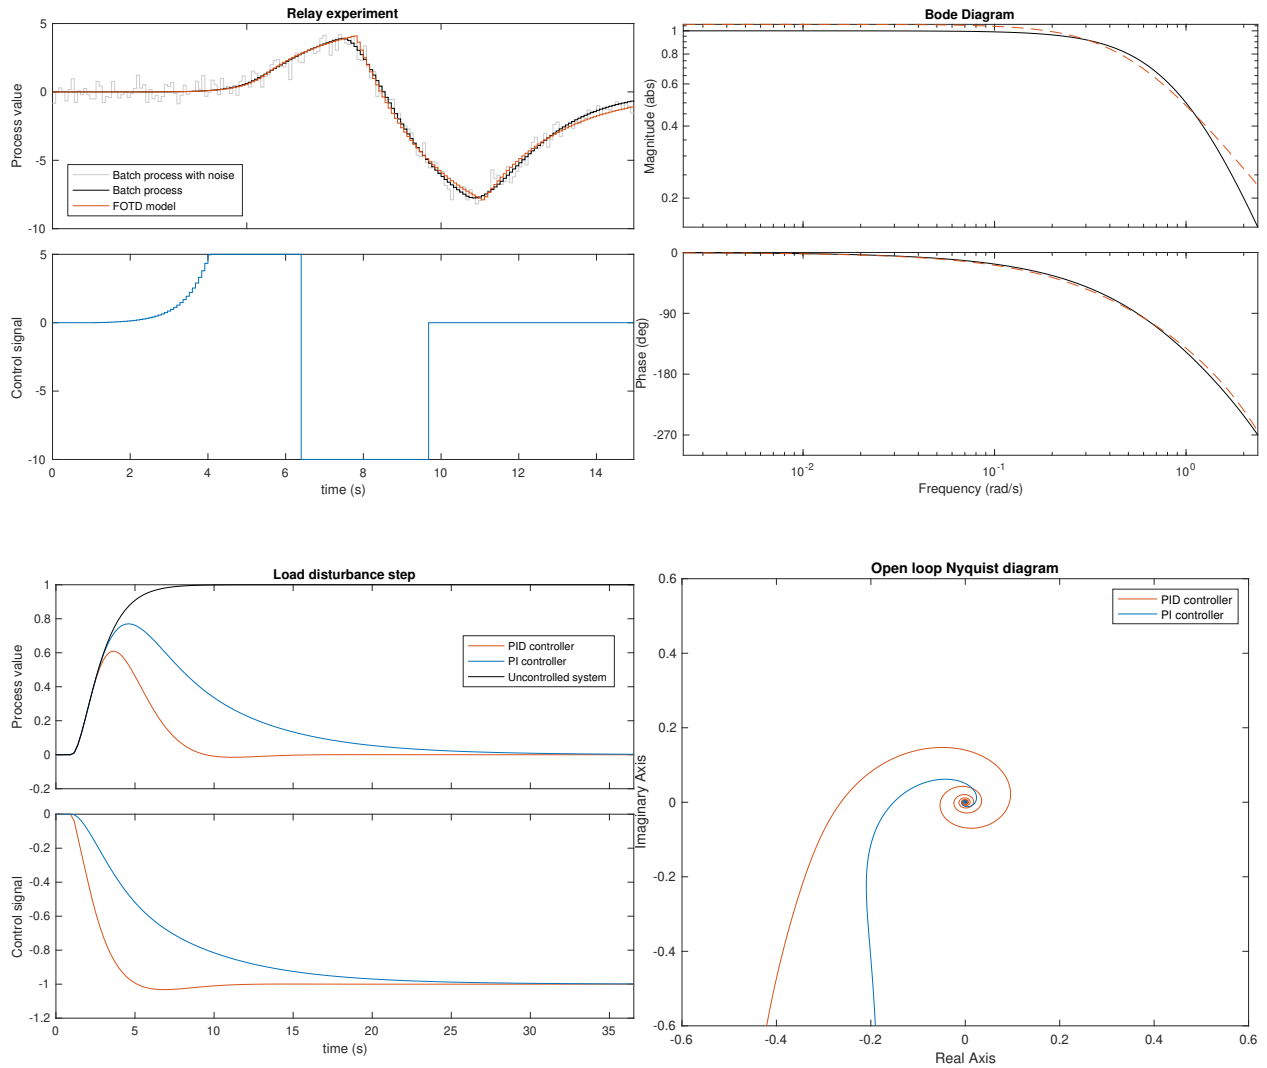 Relay experiment
5
0
-5
-10
Process value
Batch process with noise
Batch process
FOTD model
5
0
-5
-10
Control signal
0
2
4
6
8
10
12
14
time (s)
Bode Diagram
1
0.6
0.4
0.2
Magnitude (abs)
0
-90
-180
-270
Phase (deg)
10-2
10-1
100
Frequency (rad/s)
Load disturbance step
1
0.8
0.6
0.4
0.2
0
-0.2
Process value
PID controller
PI controller
Uncontrolled system
0
-0.2
-0.4
-0.6
-0.8
-1
-1.2
Control signal
0
5
10
15
20
25
30
35
time (s)
Open loop Nyquist diagram
0.6
0.4
0.2
0
-0.2
-0.4
-0.6
Imaginary Axis
PID controller
PI controller
-0.6
-0.4
-0.2
0
0.2
0.4
0.6
Real Axis